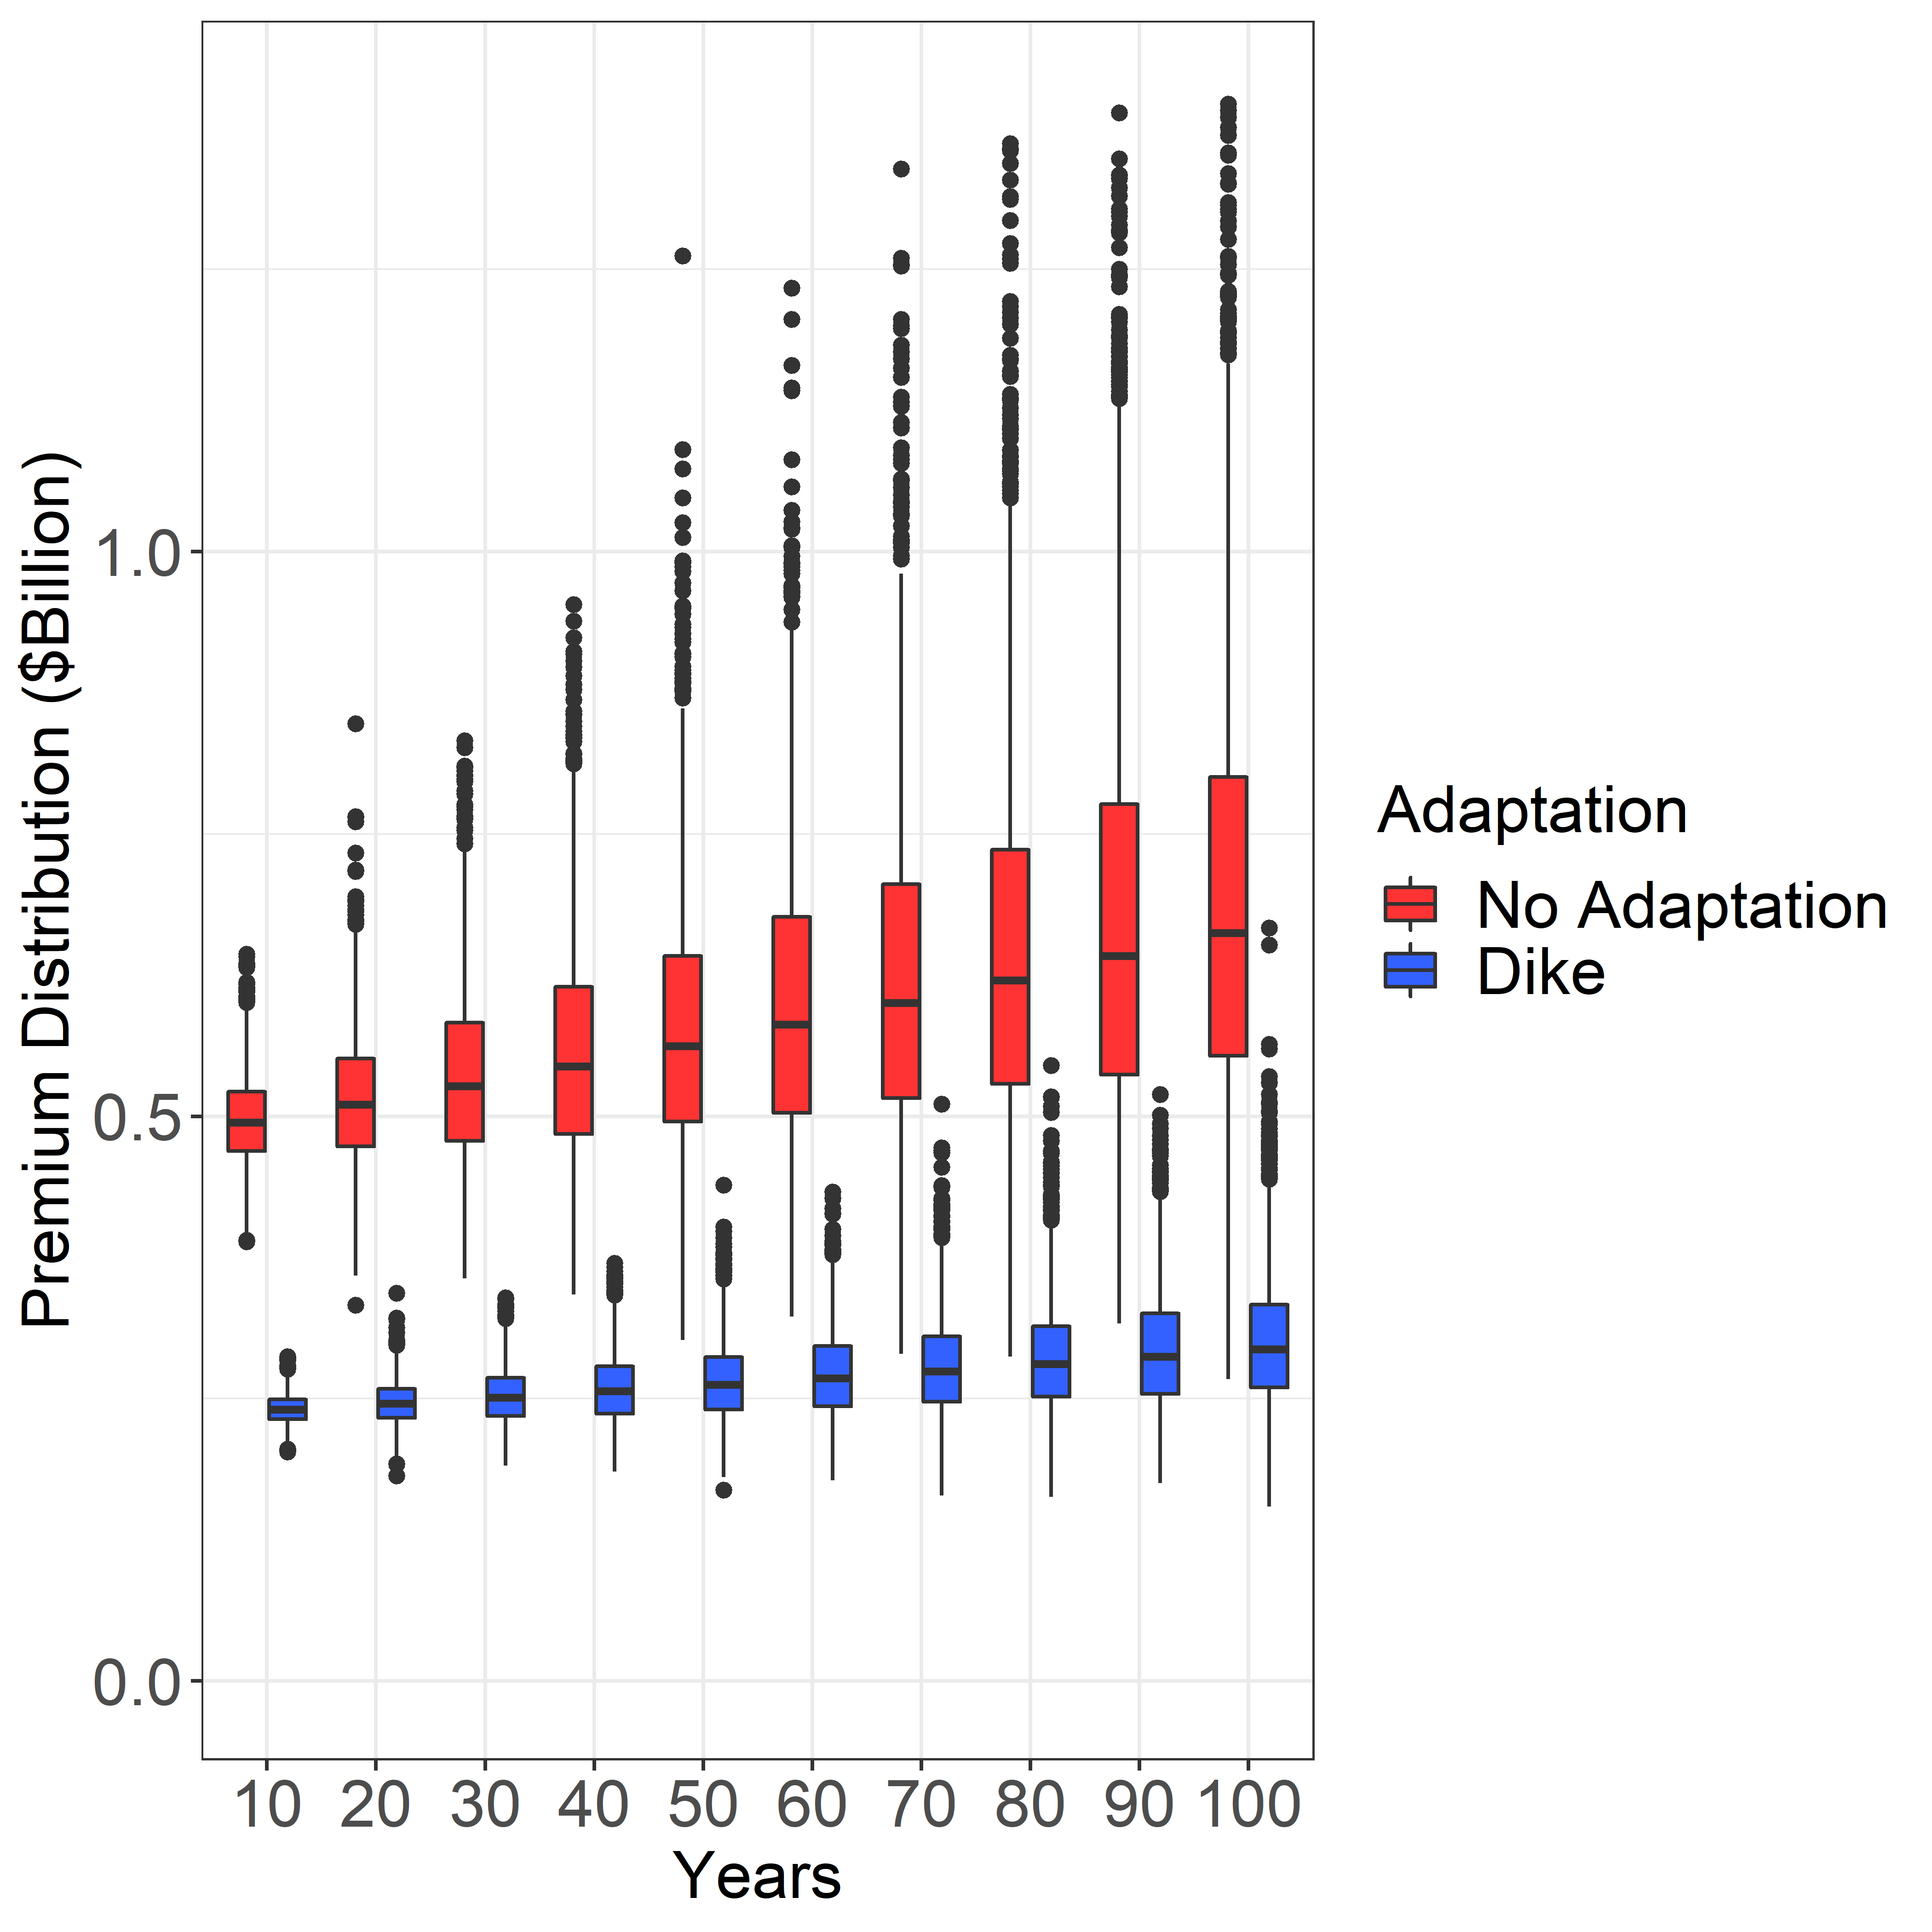 Premium Distribution ($Billion)
1.0
0.5
0.0
10 20 30 40 50 60 70 80 90 100
Years
Adaptation
No Adaptation
Dike